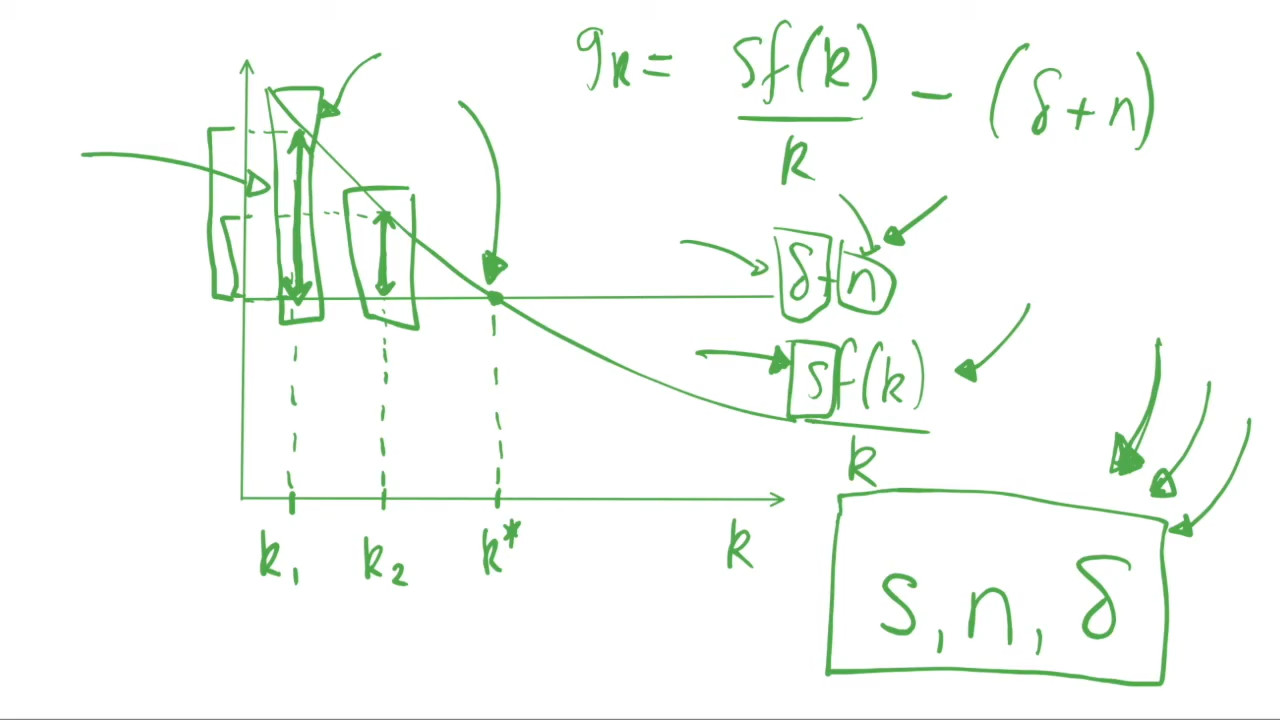 gk = sf(k)/k - (δ+n)
δ+n
sf(k)/k
k1 k2 k* k
s, n, δ